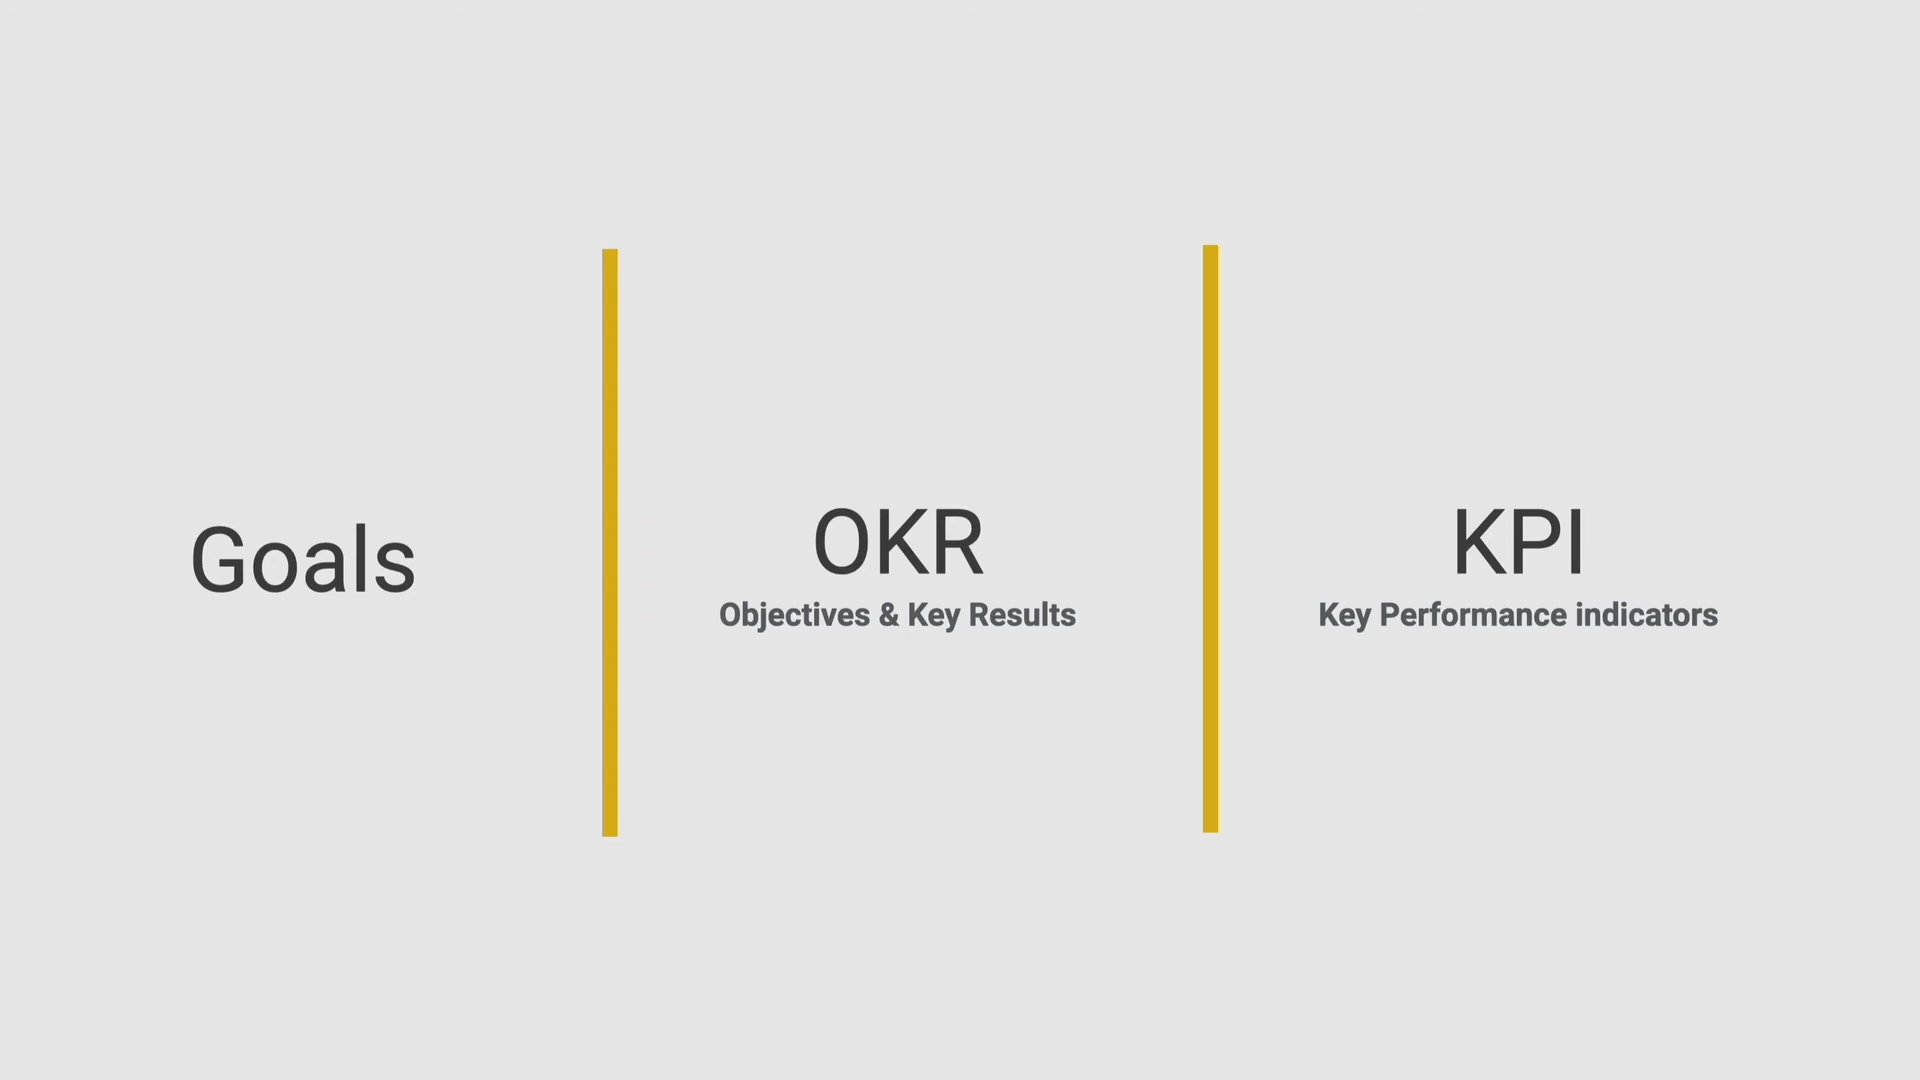 Goals
OKR
Objectives & Key Results
KPI
Key Performance indicators